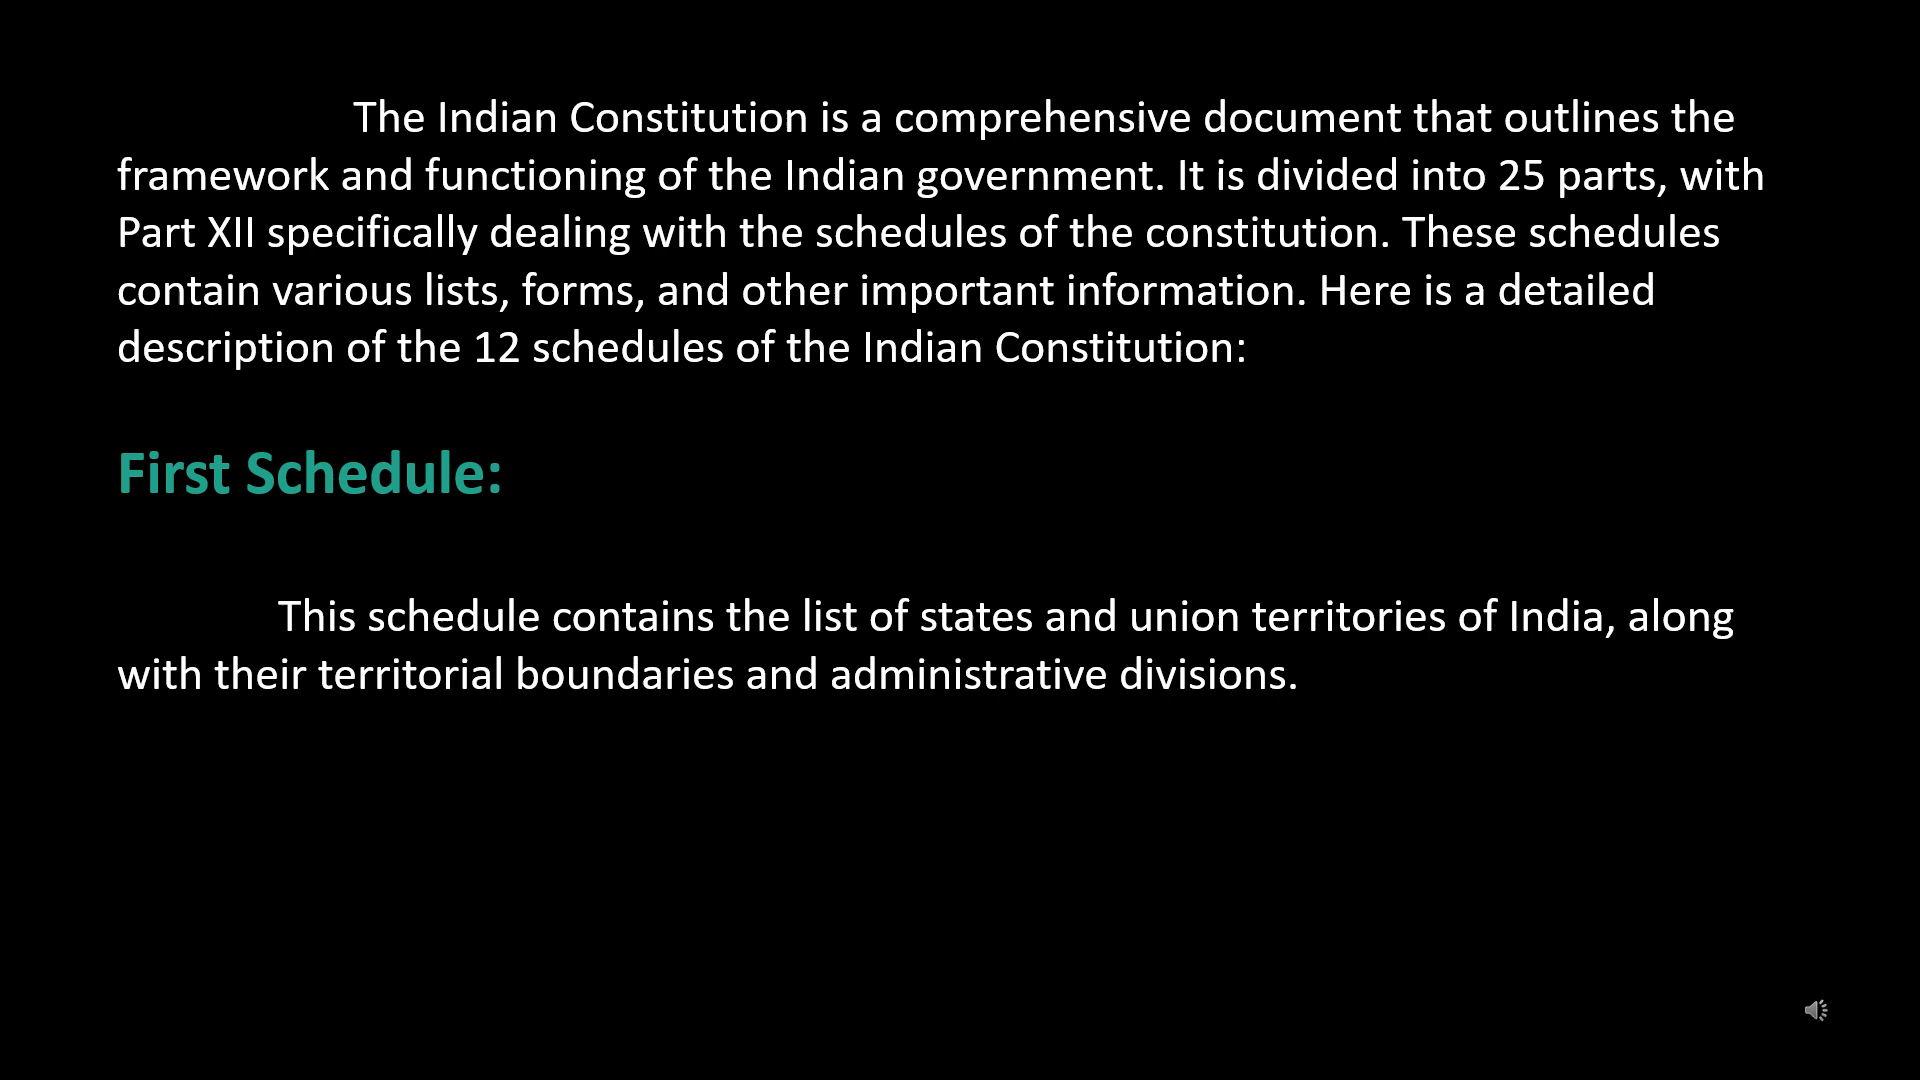 The Indian Constitution is a comprehensive document that outlines the
framework and functioning of the Indian government. It is divided into 25 parts, with
Part XII specifically dealing with the schedules of the constitution. These schedules
contain various lists, forms, and other important information. Here is a detailed
description of the 12 schedules of the Indian Constitution:
First Schedule:
This schedule contains the list of states and union territories of India, along
with their territorial boundaries and administrative divisions.